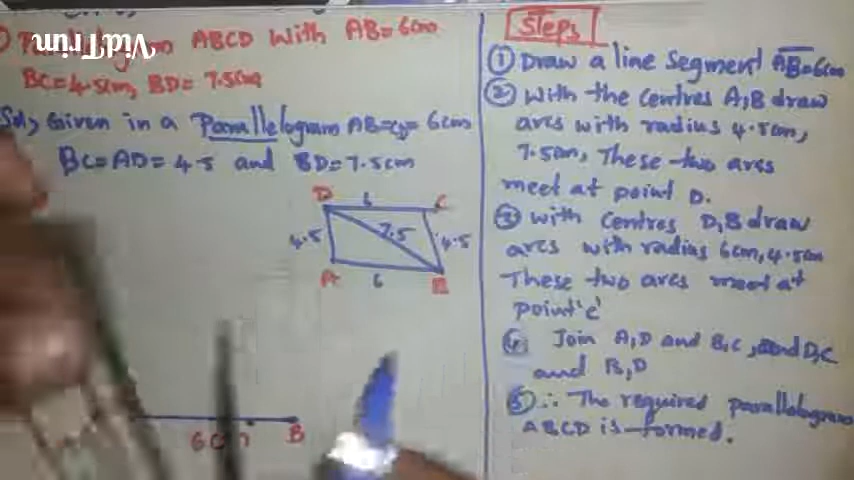 Parallelogram ABCD with AB=6cm
BC=4.5cm, BD= 7.5cm
VidTrim
Sol> Given in a Parallelogram AB=CD= 6cm
BC=AD= 4.5 and BD=7.5cm
D 6 C
4.5 7.5 4.5
A 6 B
6cm B
Steps
① Draw a line segment AB=6cm
② With the centres A,B draw
arcs with radius 4.5cm,
7.5cm, These two arcs
meet at point D.
③ With centres D,B draw
arcs with radius 6cm, 4.5cm
These two arcs meet at
point 'c'
④ Join A,D and B,C, and D,C
and B,D
⑤ ∴ The required parallelogram
ABCD is formed.